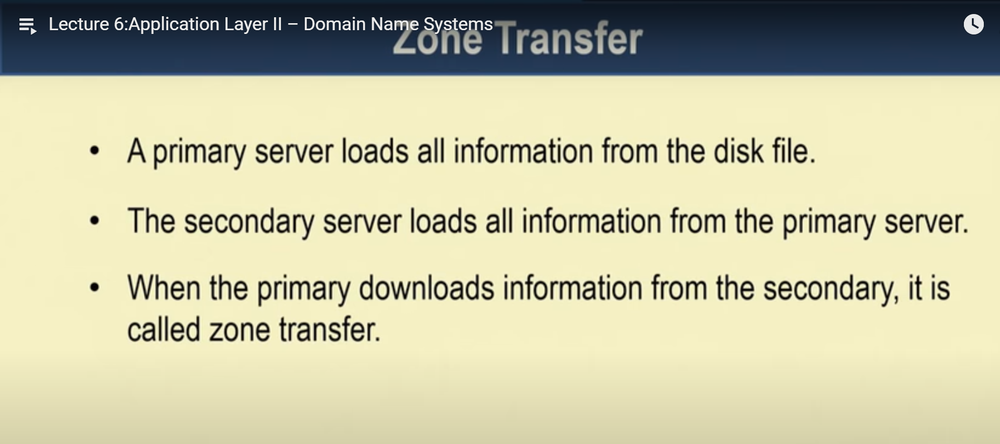 Lecture 6:Application Layer II – Domain Name Systems
Zone Transfer
• A primary server loads all information from the disk file.
• The secondary server loads all information from the primary server.
• When the primary downloads information from the secondary, it is
called zone transfer.